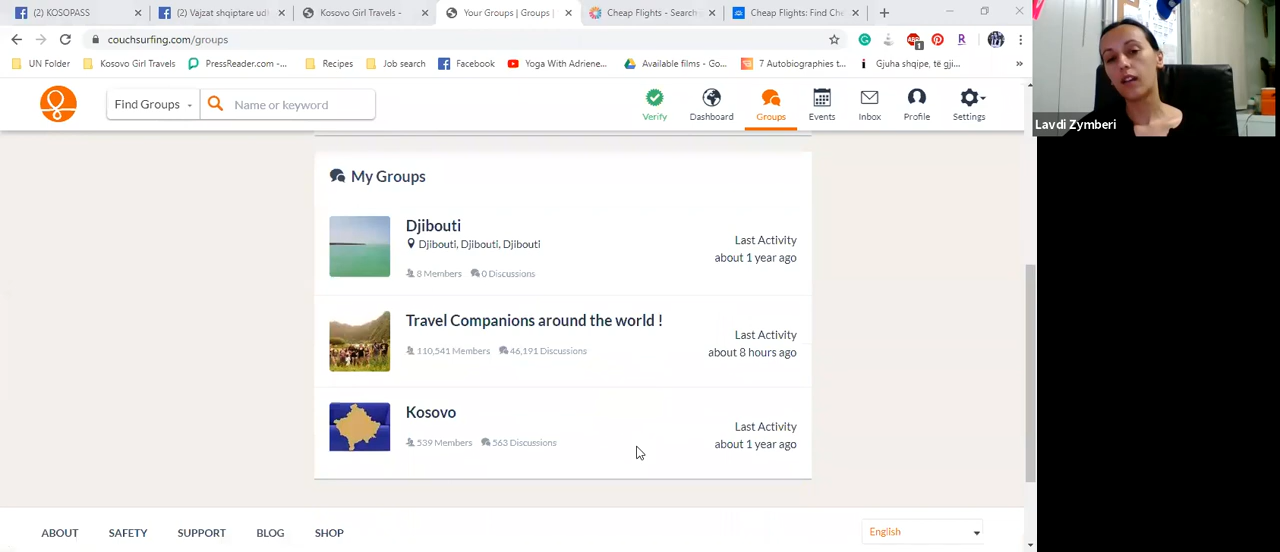 (2) KOSOPASS
(2) Vajzat shqiptare udh
Kosovo Girl Travels -
Your Groups | Groups |
Cheap Flights - Search
Cheap Flights: Find Che
couchsurfing.com/groups
UN Folder
Kosovo Girl Travels
PressReader.com -...
Recipes
Job sear
Facebook
Yoga With Adriene...
Available films - Go...
7 Autobiographies t...
Gjuha shqipe, të gji...
Find Groups
Name or keyword
Verify
Dashboard
Groups
Events
Inbox
Profile
Settings
Lavdi Zymberi
My Groups
Djibouti
Djibouti, Djibouti, Djibouti
8 Members
0 Discussions
Last Activity
about 1 year ago
Travel Companions around the world !
110,541 Members
46,191 Discussions
Last Activity
about 8 hours ago
Kosovo
539 Members
563 Discussions
Last Activity
about 1 year ago
ABOUT
SAFETY
SUPPORT
BLOG
SHOP
English